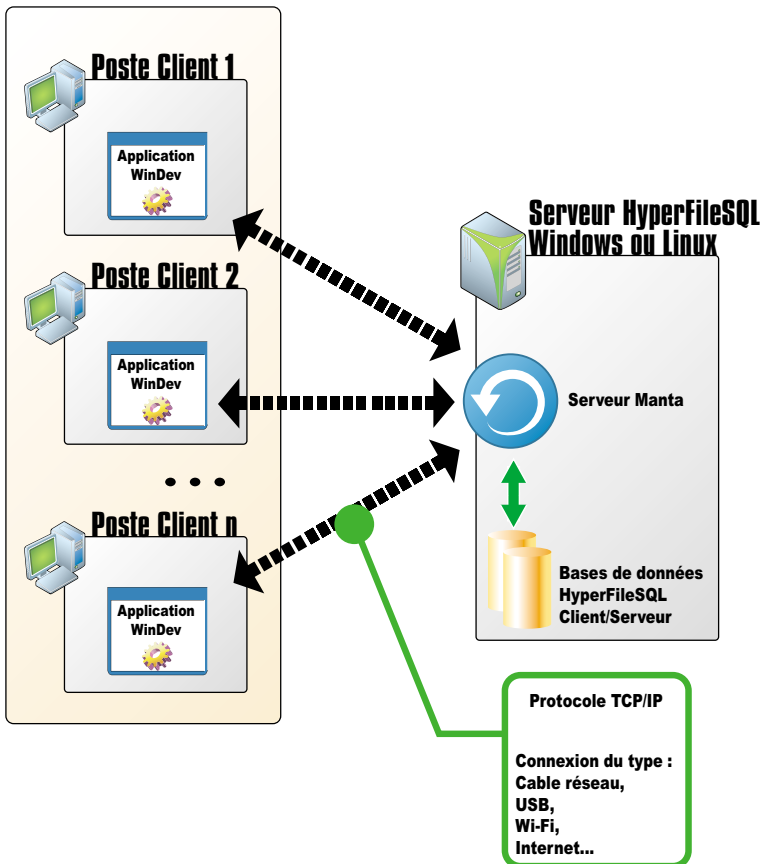 Poste Client 1
Application
WinDev
Poste Client 2
Application
WinDev
• • •
Poste Client n
Application
WinDev
Serveur HyperFileSQL
Windows ou Linux
Serveur Manta
Bases de données
HyperFileSQL
Client/Serveur
Protocole TCP/IP
Connexion du type :
Cable réseau,
USB,
Wi-Fi,
Internet...